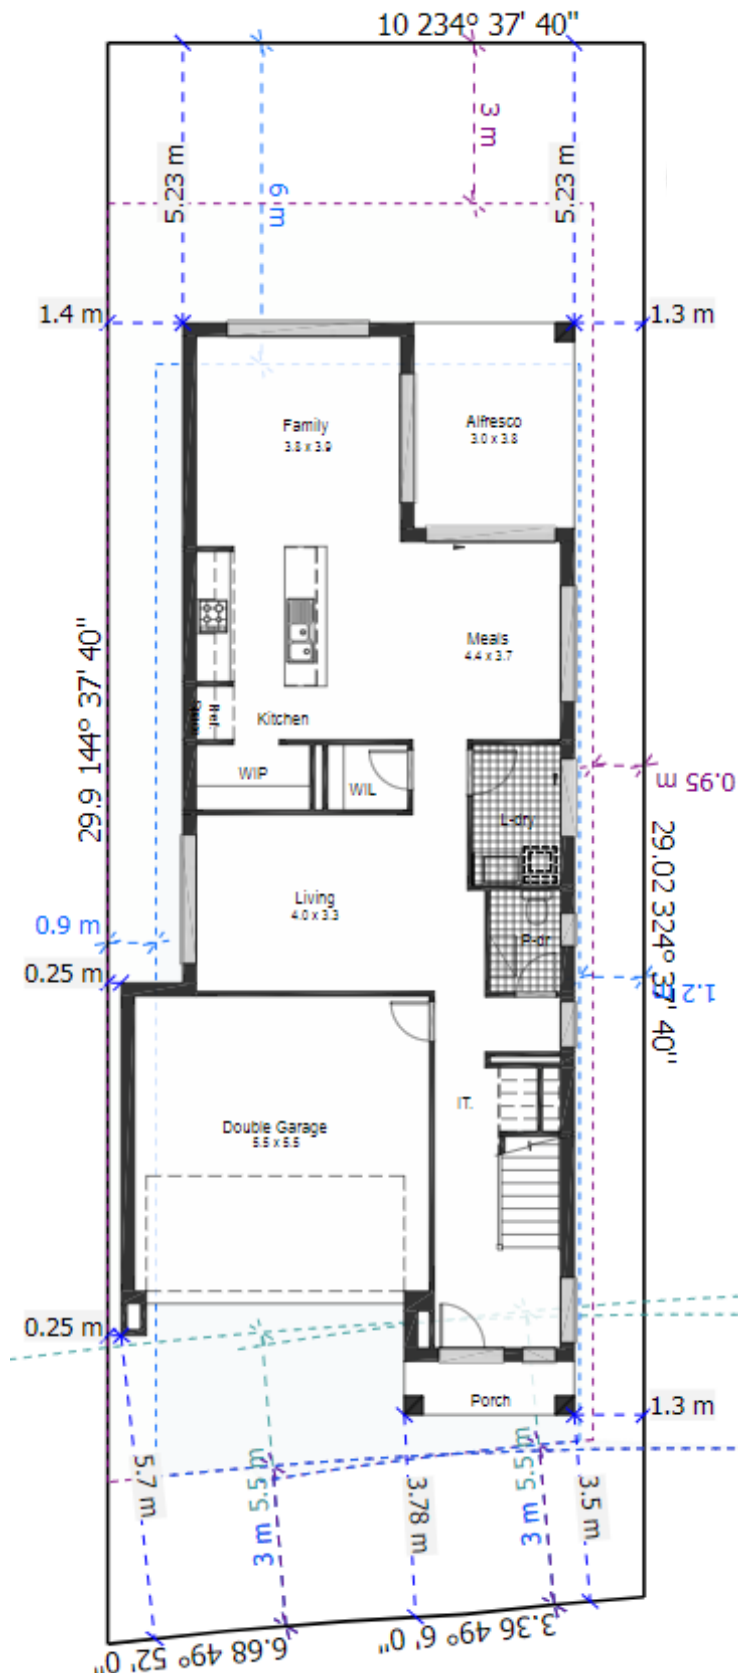 10 234° 37' 40"
3 m
5.23 m
5.23 m
6 m
1.4 m
1.3 m
Family
3.8 x 3.9
Alfresco
3.0 x 3.8
Meals
4.4 x 3.7
29.9 144° 37' 40"
Ref.
Kitchen
WIP
WIL
0.95 m
L-dry
29.02 324° 37' 40"
Living
4.0 x 3.3
0.9 m
P-dr
0.25 m
1.2 m
IT.
Double Garage
5.5 x 5.5
0.25 m
Porch
1.3 m
5.7 m
5.5 m
3 m
3.78 m
5.5 m
3 m
3.5 m
6.68 49° 52' 0"
3.36 49° 6' 0"